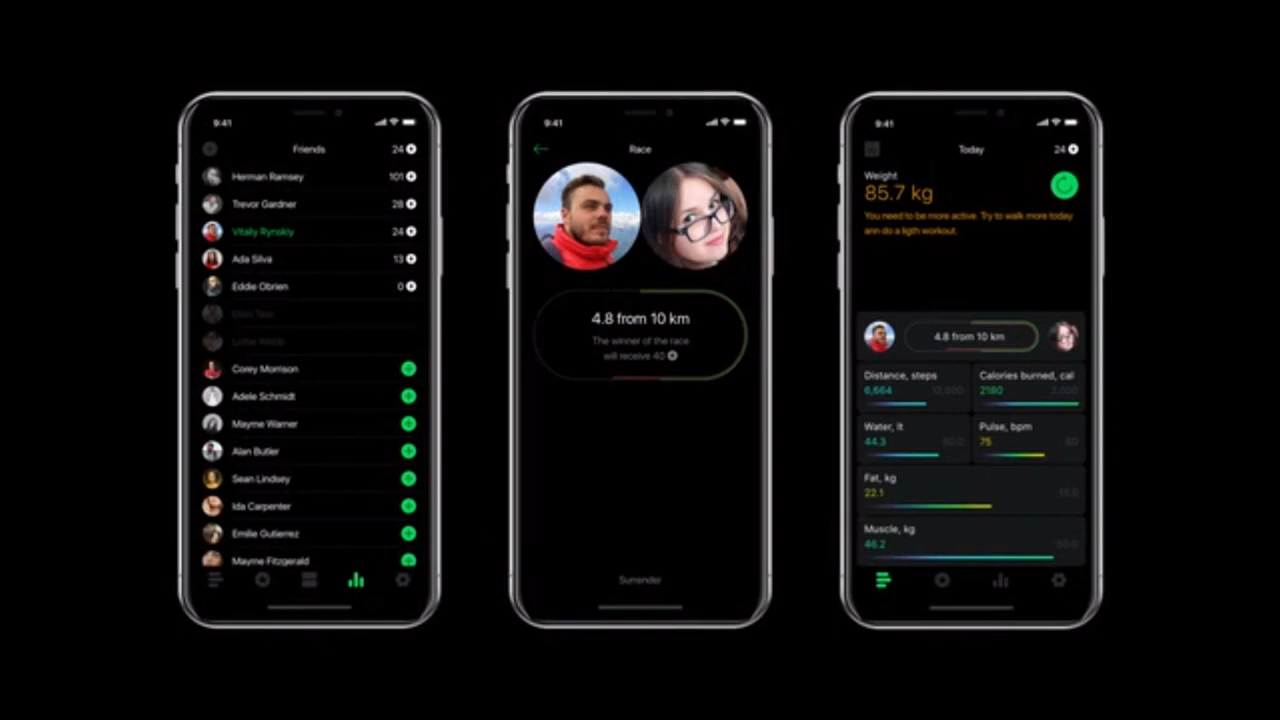 9:41
Friends
24
Herman Ramsey
101
Trevor Gardner
28
Vitaliy Rynskiy
24
Ada Silva
13
Eddie Obrien
0
Corey Morrison
Adele Schmidt
Mayme Warner
Alan Butler
Sean Lindsey
Ida Carpenter
Emilie Gutierrez
Mayme Fitzgerald
9:41
Race
4.8 from 10 km
The winner of the race
will receive 40
Surrender
9:41
Today
24
Weight
85.7 kg
You need to be more active. Try to walk more today
ann do a ligth workout.
4.8 from 10 km
Distance, steps
6,664
Calories burned, cal
2180
Water, lt
44.3
50.0
Pulse, bpm
75
Fat, kg
22.1
Muscle, kg
46.2
50.0